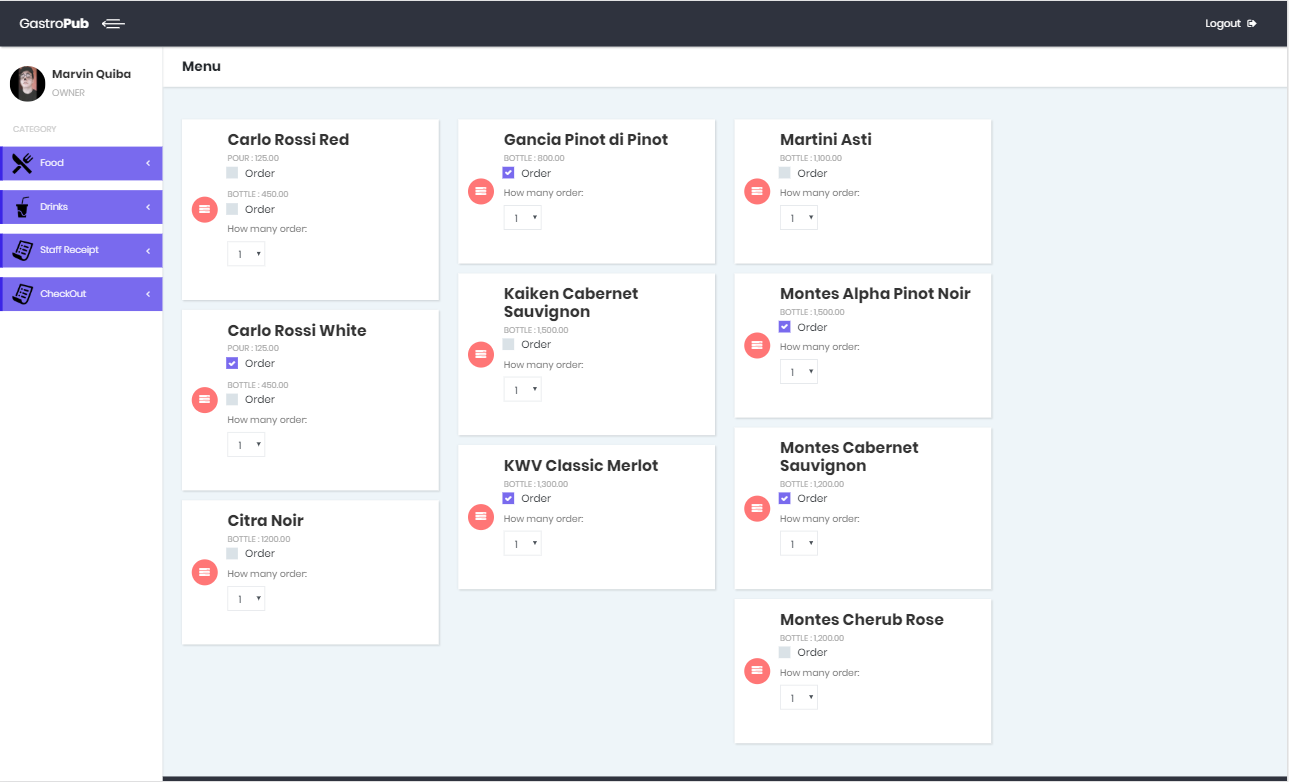 GastroPub
Logout
Marvin Quiba
OWNER
CATEGORY
Food
Drinks
Staff Receipt
CheckOut
Menu
Carlo Rossi Red
POUR : 125.00
Order
BOTTLE : 450.00
Order
How many order:
1
Carlo Rossi White
POUR : 125.00
Order
BOTTLE : 450.00
Order
How many order:
1
Citra Noir
BOTTLE : 1200.00
Order
How many order:
1
Gancia Pinot di Pinot
BOTTLE : 800.00
Order
How many order:
1
Kaiken Cabernet
Sauvignon
BOTTLE : 1,500.00
Order
How many order:
1
KWV Classic Merlot
BOTTLE : 1,300.00
Order
How many order:
1
Martini Asti
BOTTLE : 1,100.00
Order
How many order:
1
Montes Alpha Pinot Noir
BOTTLE : 1,500.00
Order
How many order:
1
Montes Cabernet
Sauvignon
BOTTLE : 1,200.00
Order
How many order:
1
Montes Cherub Rose
BOTTLE : 1,200.00
Order
How many order:
1